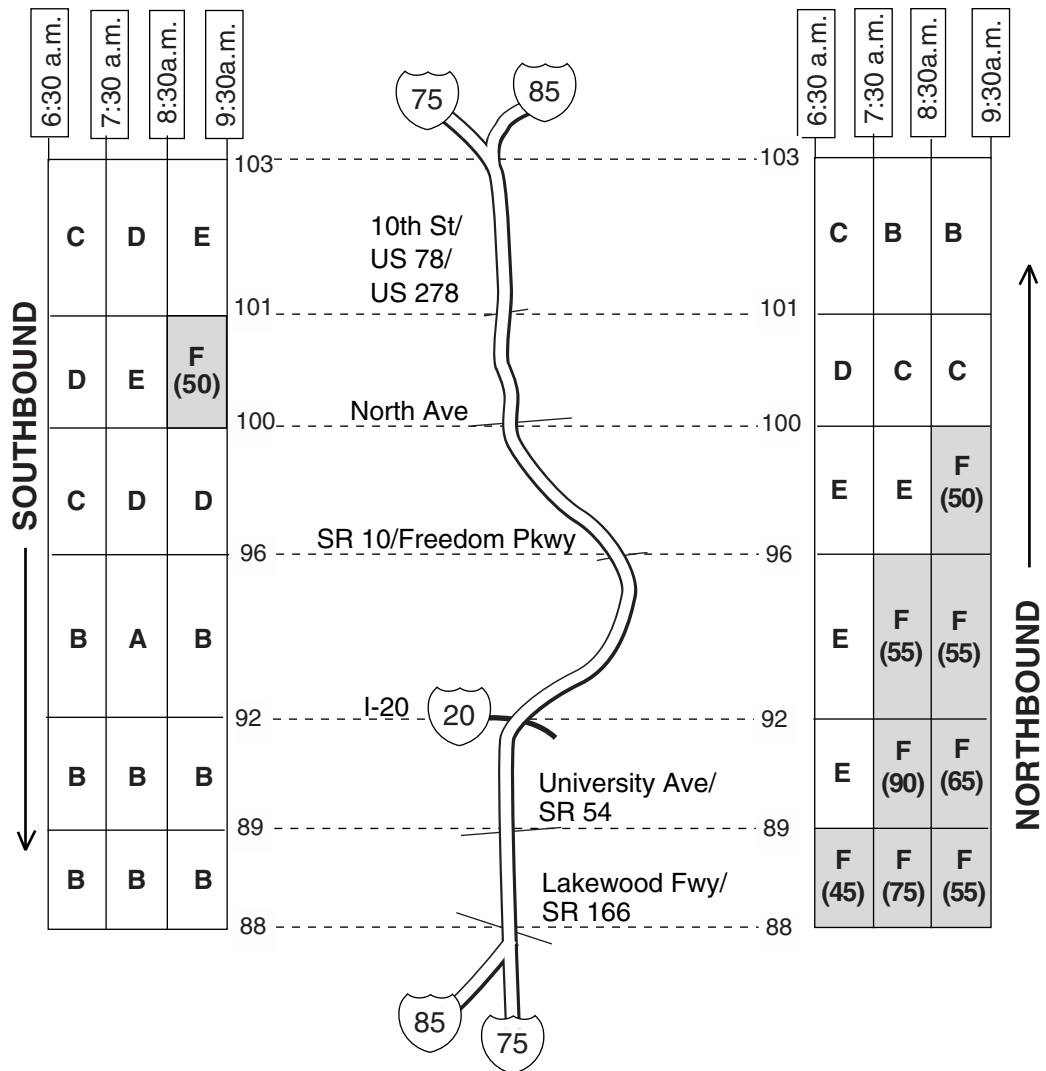 6:30 a.m.
7:30 a.m.
8:30a.m.
9:30a.m.
6:30 a.m.
7:30 a.m.
8:30a.m.
9:30a.m.
75
85
103
103
C D E
10th St/
US 78/
US 278
C B B
101
101
D E F
(50)
D C C
North Ave
100
100
C D D
E E F
(50)
SR 10/Freedom Pkwy
96
96
B A B
E F F
(55) (55)
I-20
20
92
92
B B B
University Ave/
SR 54
E F F
(90) (65)
89
89
B B B
Lakewood Fwy/
SR 166
F F F
(45) (75) (55)
88
88
85
75
SOUTHBOUND
NORTHBOUND